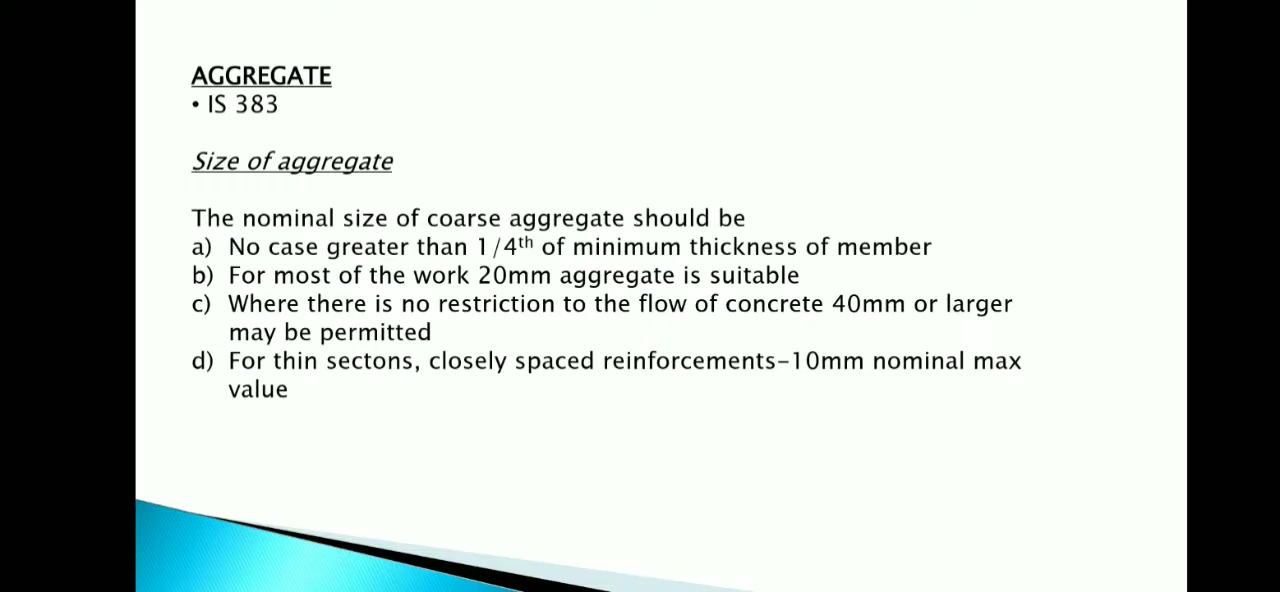 AGGREGATE
• IS 383
Size of aggregate
The nominal size of coarse aggregate should be
a) No case greater than 1/4th of minimum thickness of member
b) For most of the work 20mm aggregate is suitable
c) Where there is no restriction to the flow of concrete 40mm or larger
may be permitted
d) For thin sectons, closely spaced reinforcements-10mm nominal max
value